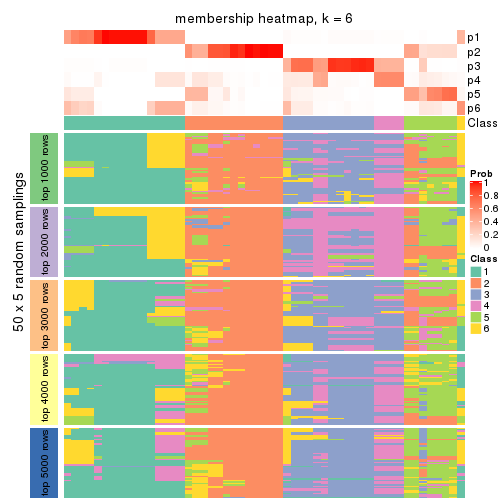 membership heatmap, k = 6
p1
p2
p3
p4
p5
p6
Class
50 x 5 random samplings
top 1000 rows
top 2000 rows
top 3000 rows
top 4000 rows
top 5000 rows
Prob
1
0.8
0.6
0.4
0.2
0
Class
1
2
3
4
5
6